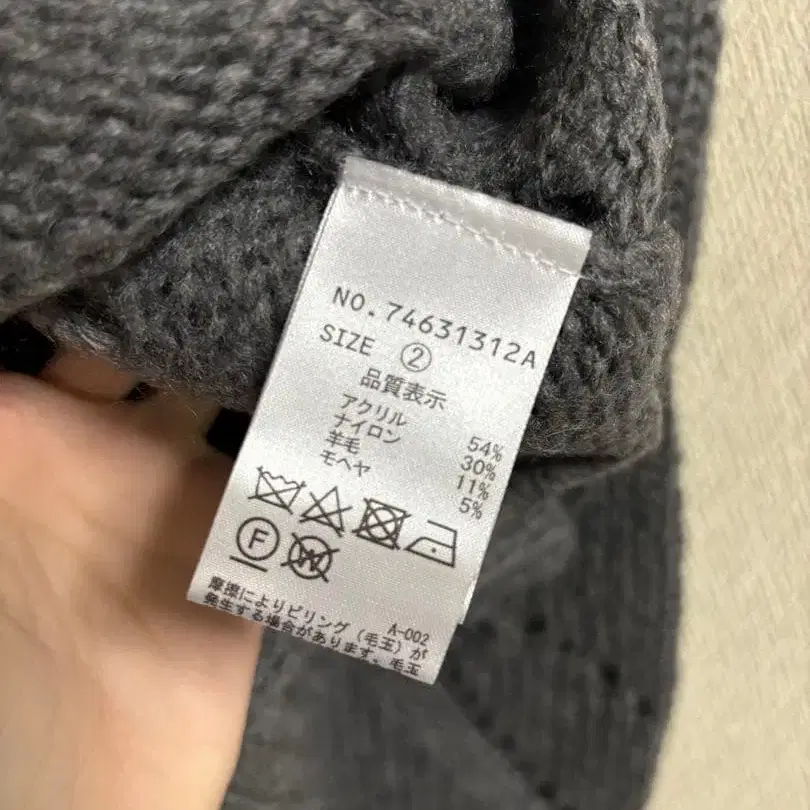 NO.74631312A
SIZE ②
品質表示
アクリル 54%
ナイロン 30%
羊毛 11%
モヘヤ 5%
F W
A-002
摩擦によりピリング(毛玉)が
発生する場合があります。毛玉